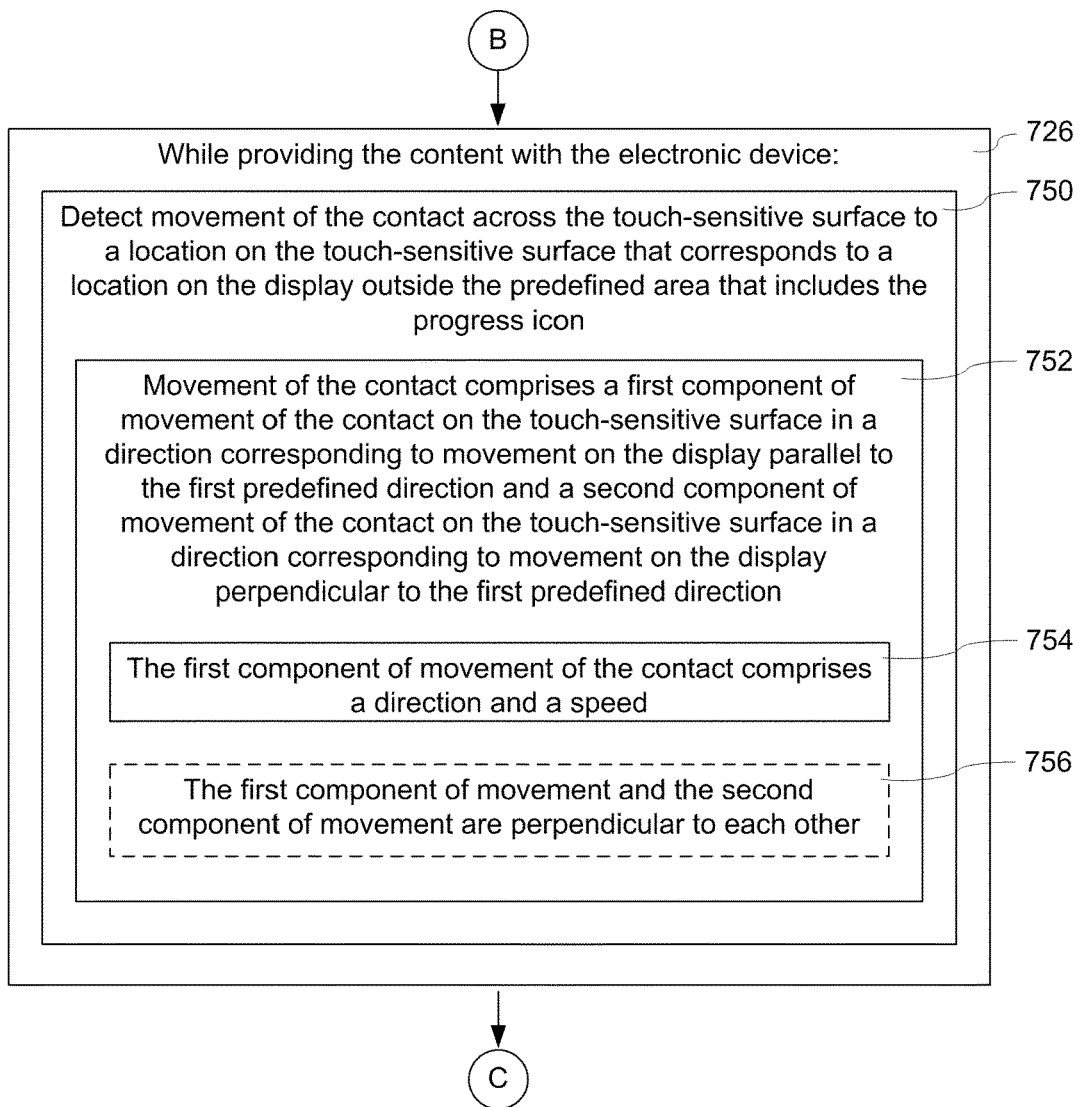 B
726
While providing the content with the electronic device:
750
Detect movement of the contact across the touch-sensitive surface to
a location on the touch-sensitive surface that corresponds to a
location on the display outside the predefined area that includes the
progress icon
752
Movement of the contact comprises a first component of
movement of the contact on the touch-sensitive surface in a
direction corresponding to movement on the display parallel to
the first predefined direction and a second component of
movement of the contact on the touch-sensitive surface in a
direction corresponding to movement on the display
perpendicular to the first predefined direction
754
The first component of movement of the contact comprises
a direction and a speed
756
The first component of movement and the second
component of movement are perpendicular to each other
C